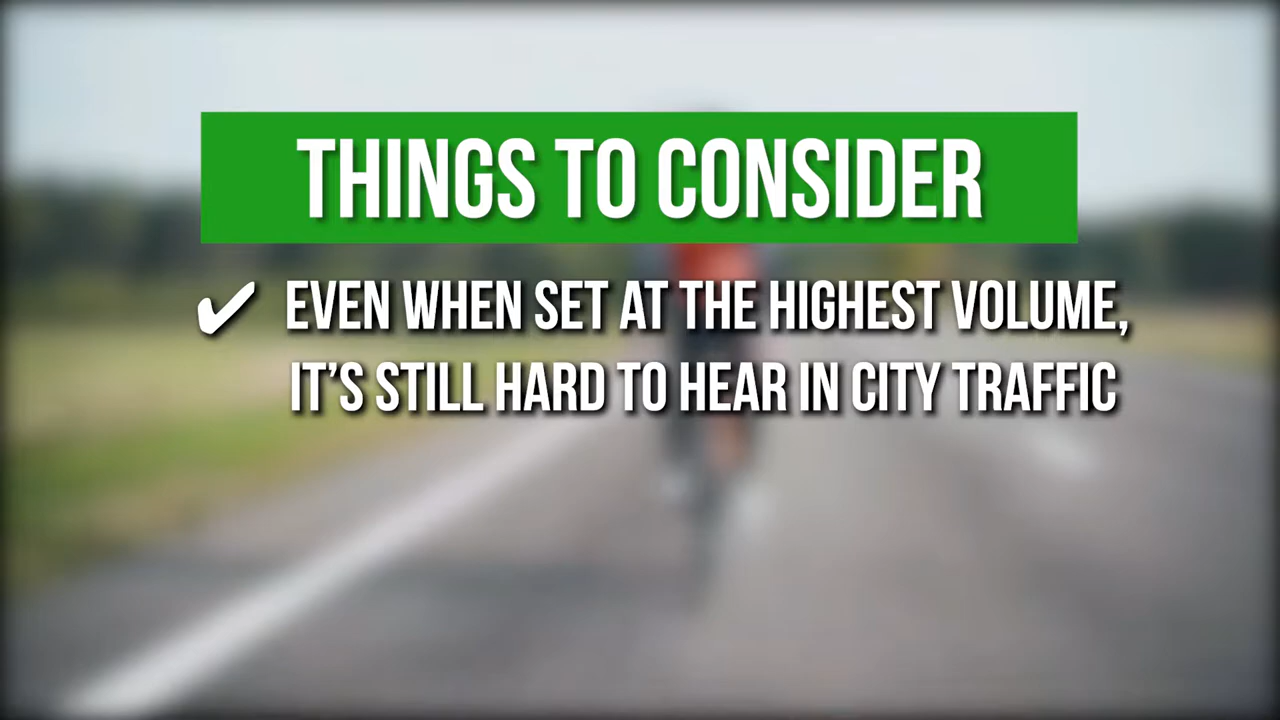 THINGS TO CONSIDER
✔ EVEN WHEN SET AT THE HIGHEST VOLUME,
IT'S STILL HARD TO HEAR IN CITY TRAFFIC